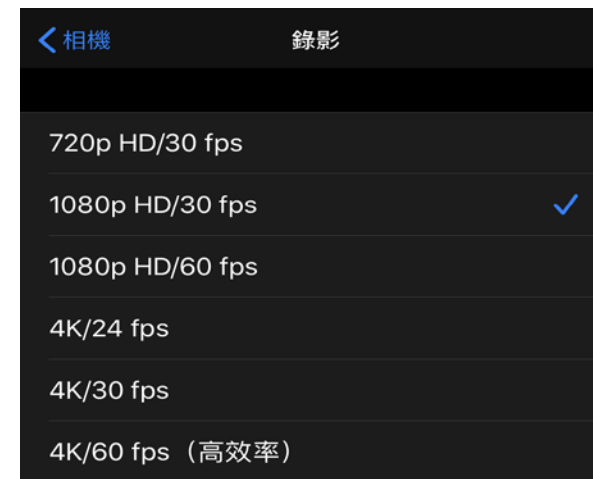 相機
錄影
720p HD/30 fps
1080p HD/30 fps
1080p HD/60 fps
4K/24 fps
4K/30 fps
4K/60 fps（高效率）